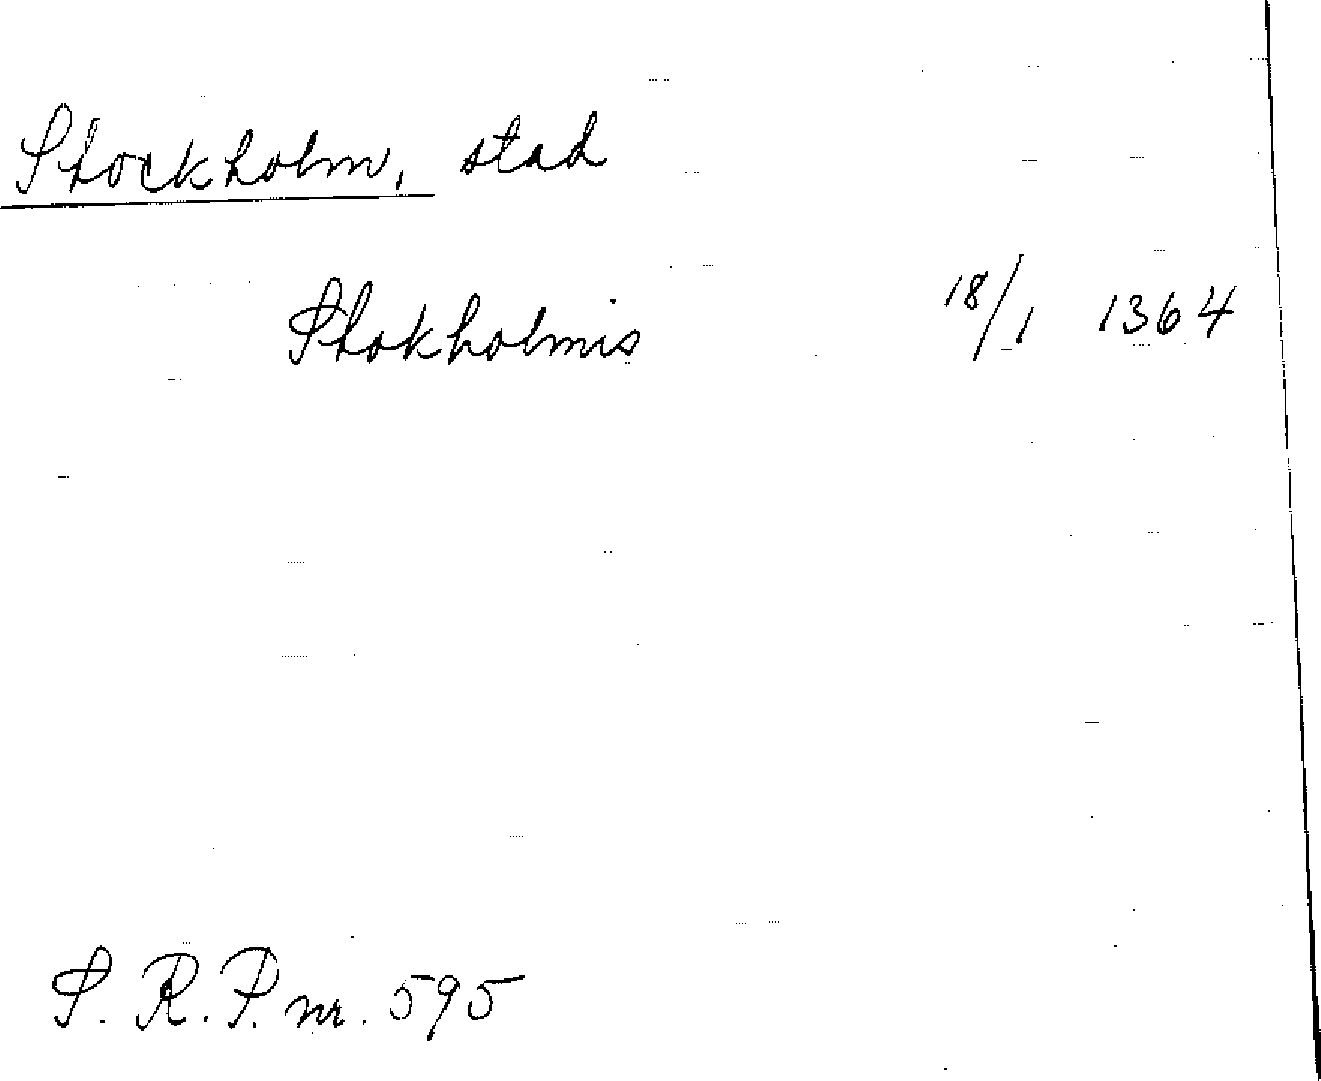 Stockholm, stad
Stokholmis 18/1 1364
S. R. P. nr. 595